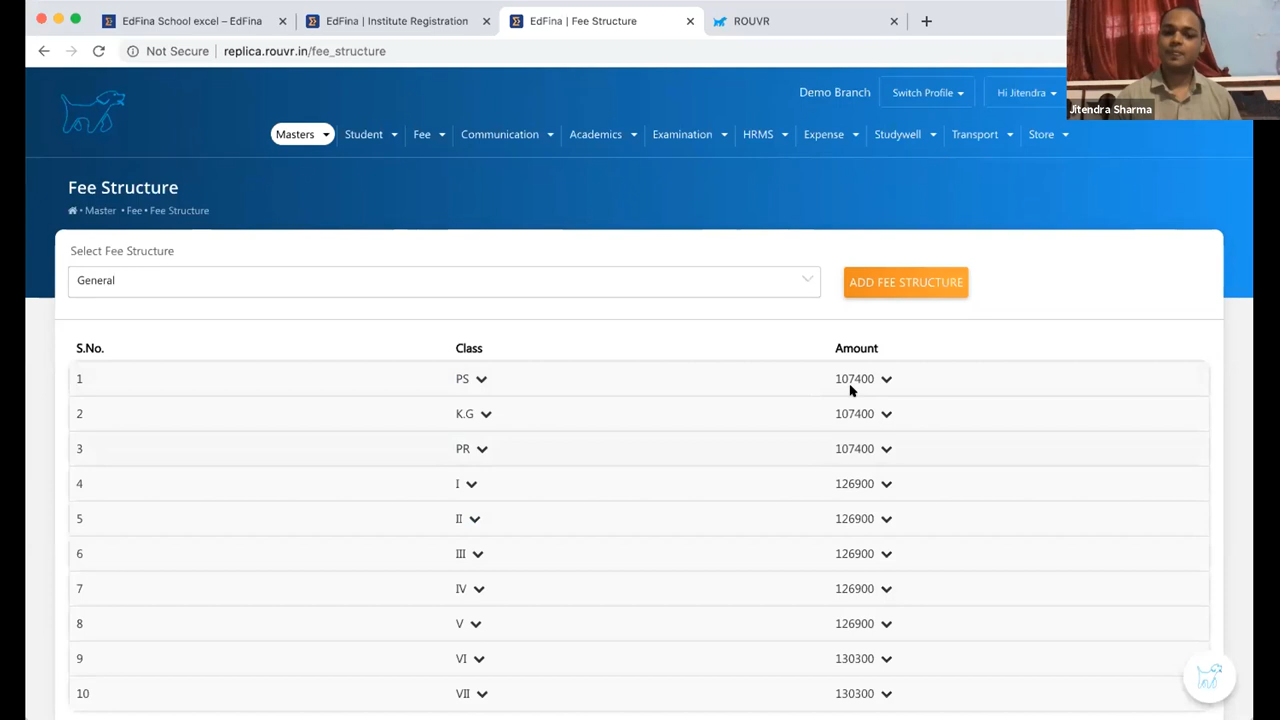 EdFina School excel – EdFina
EdFina | Institute Registration
EdFina | Fee Structure
ROUVR
Not Secure
replica.rouvr.in/fee_structure
Jitendra Sharma
Demo Branch
Switch Profile
Hi Jitendra
Masters
Student
Fee
Communication
Academics
Examination
HRMS
Expense
Studywell
Transport
Store
Fee Structure
• Master • Fee • Fee Structure
Select Fee Structure
General
ADD FEE STRUCTURE
S.No. Class Amount
1 PS 107400
2 K.G 107400
3 PR 107400
4 I 126900
5 II 126900
6 III 126900
7 IV 126900
8 V 126900
9 VI 130300
10 VII 130300